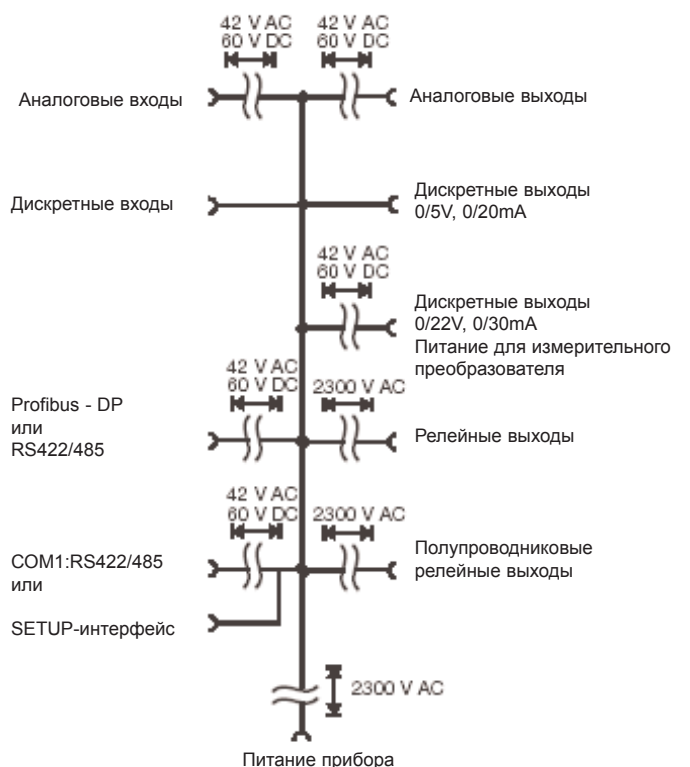 42 V AC
60 V DC
42 V AC
60 V DC
Аналоговые входы
Аналоговые выходы
Дискретные входы
Дискретные выходы
0/5V, 0/20mA
42 V AC
60 V DC
Дискретные выходы
0/22V, 0/30mA
Питание для измерительного
преобразователя
42 V AC
60 V DC
2300 V AC
Profibus - DP
или
RS422/485
Релейные выходы
42 V AC
60 V DC
2300 V AC
COM1:RS422/485
или
Полупроводниковые
релейные выходы
SETUP-интерфейс
2300 V AC
Питание прибора